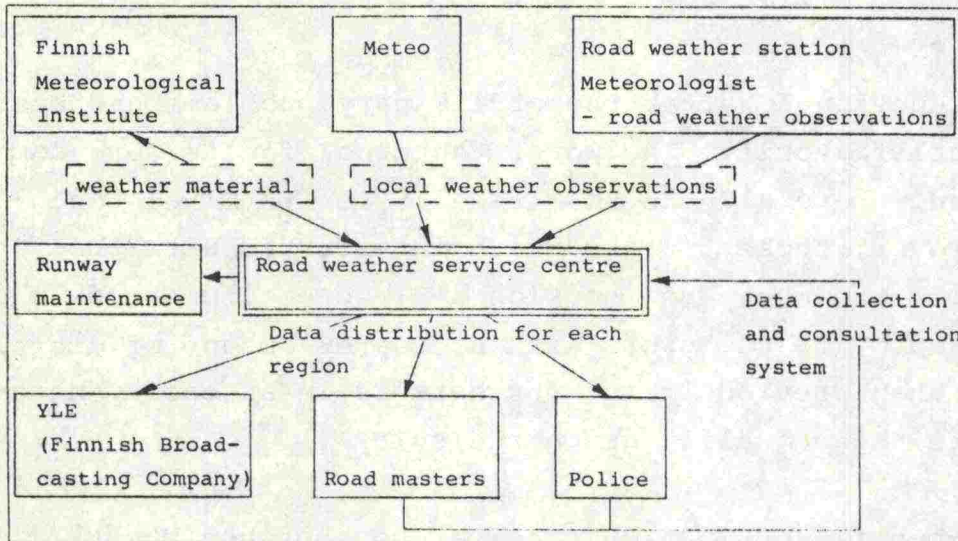 Finnish
Meteorological
Institute
Meteo
Road weather station
Meteorologist
- road weather observations
weather material
local weather observations
Runway
maintenance
Road weather service centre
Data collection
and consultation
system
Data distribution for each
region
YLE
(Finnish Broad-
casting Company)
Road masters
Police